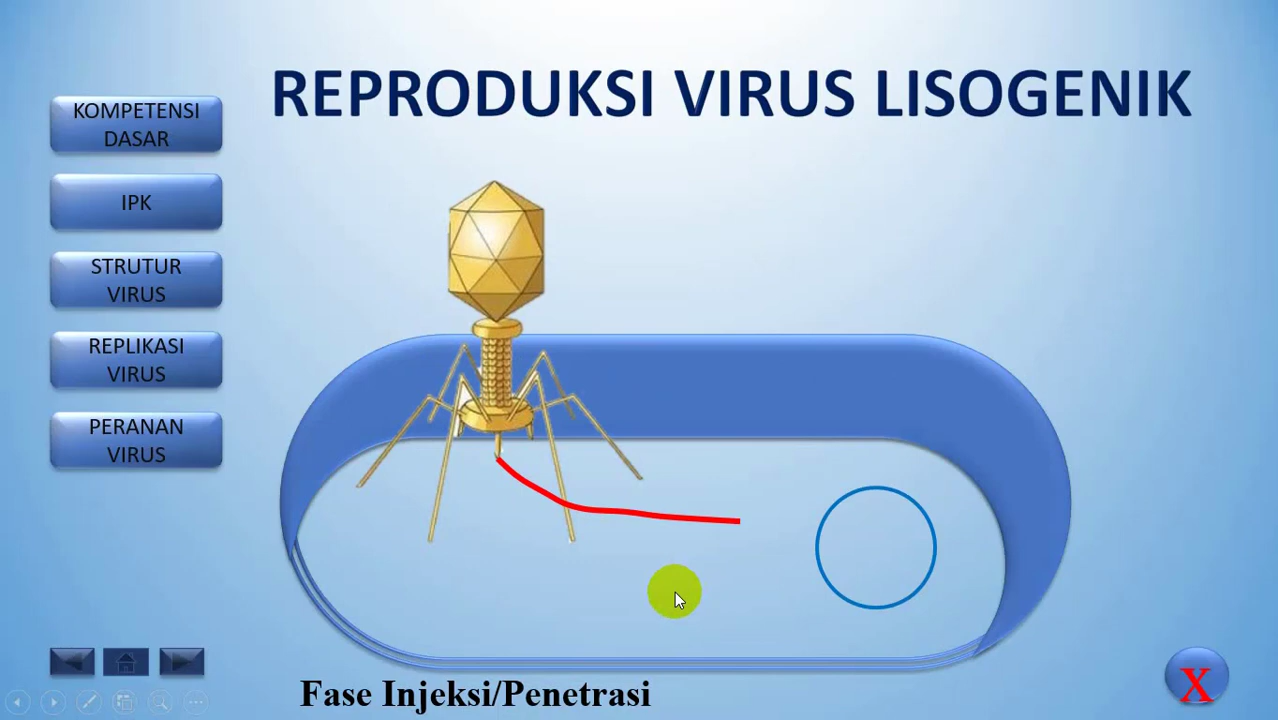 REPRODUKSI VIRUS LISOGENIK
KOMPETENSI
DASAR
IPK
STRUTUR
VIRUS
REPLIKASI
VIRUS
PERANAN
VIRUS
Fase Injeksi/Penetrasi
X